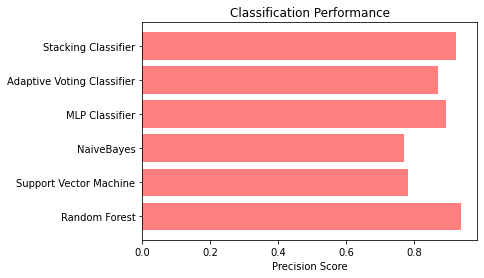 Classification Performance
Stacking Classifier
Adaptive Voting Classifier
MLP Classifier
NaiveBayes
Support Vector Machine
Random Forest
0.0 0.2 0.4 0.6 0.8
Precision Score